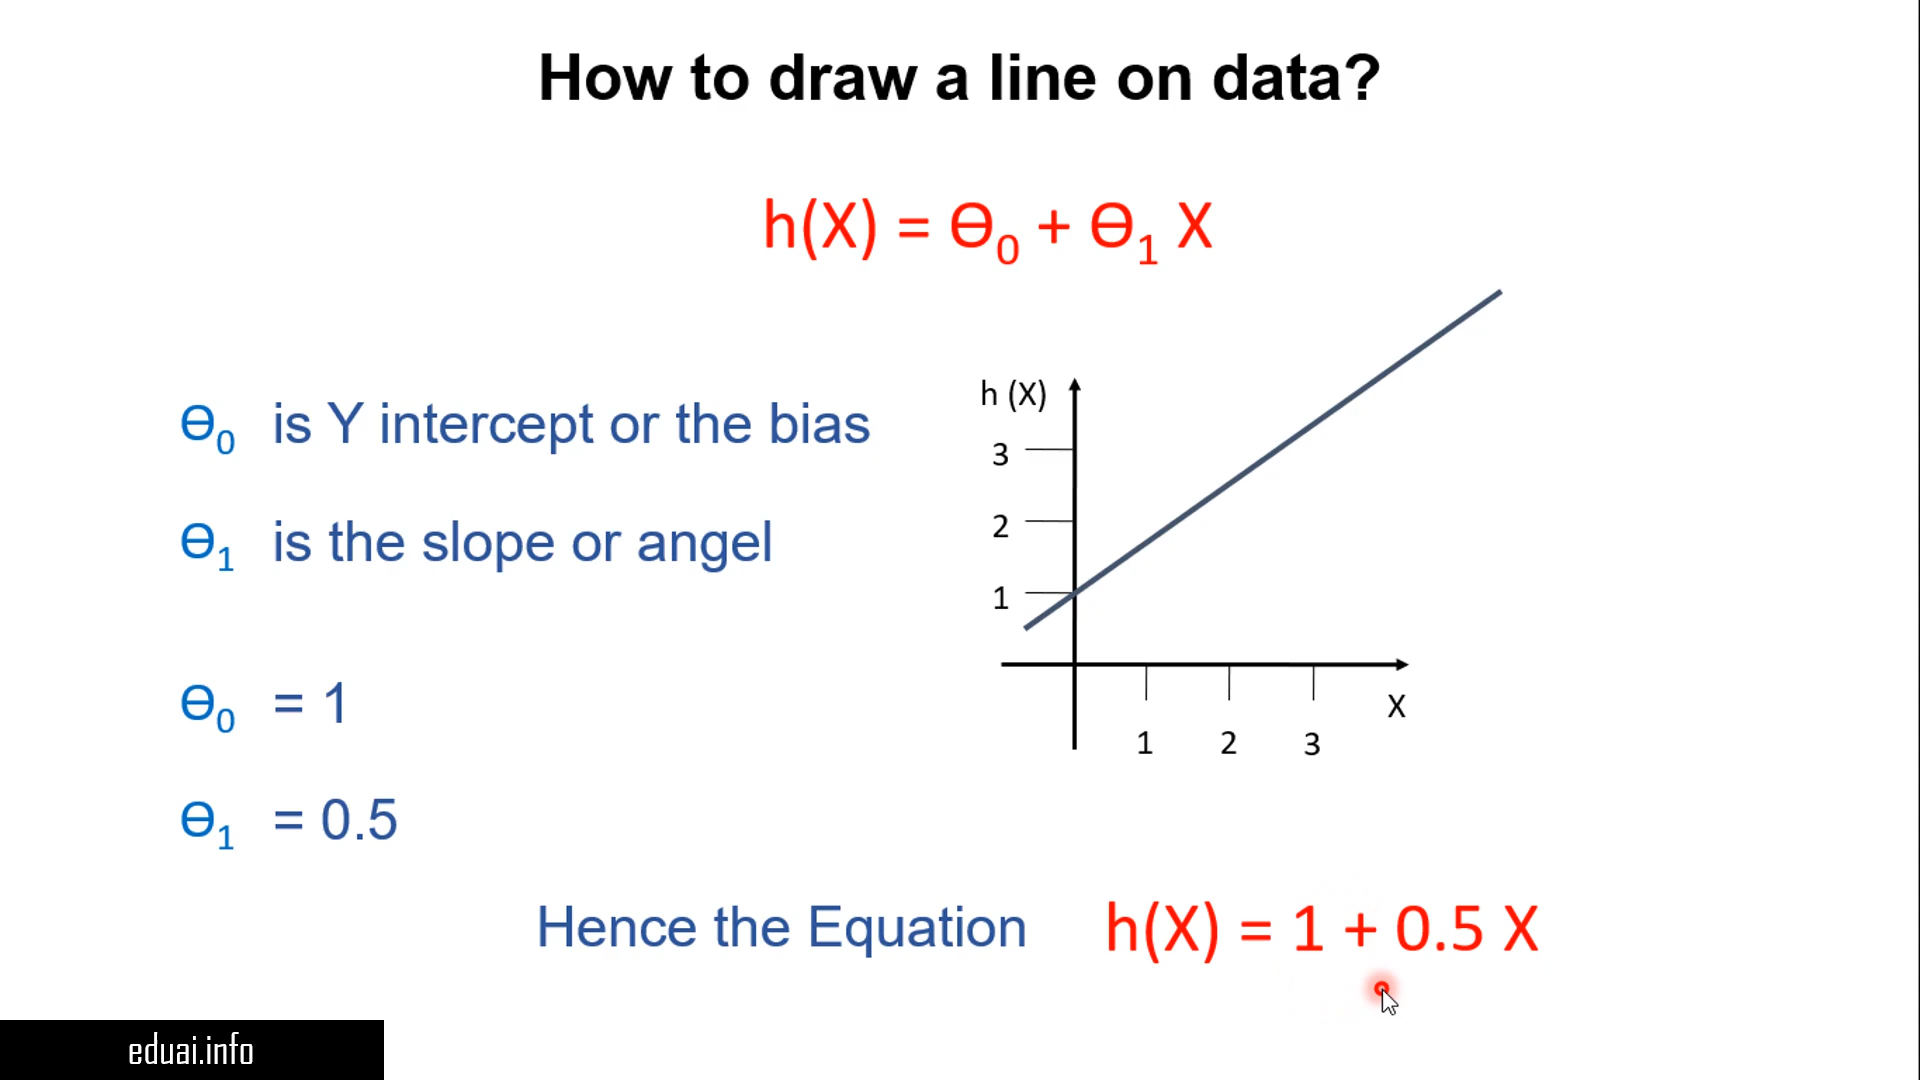 How to draw a line on data?
h(X) = ϴ₀ + ϴ₁ X
ϴ₀ is Y intercept or the bias
ϴ₁ is the slope or angel
ϴ₀ = 1
ϴ₁ = 0.5
h (X)
3
2
1
X
1 2 3
Hence the Equation h(X) = 1 + 0.5 X
eduai.info